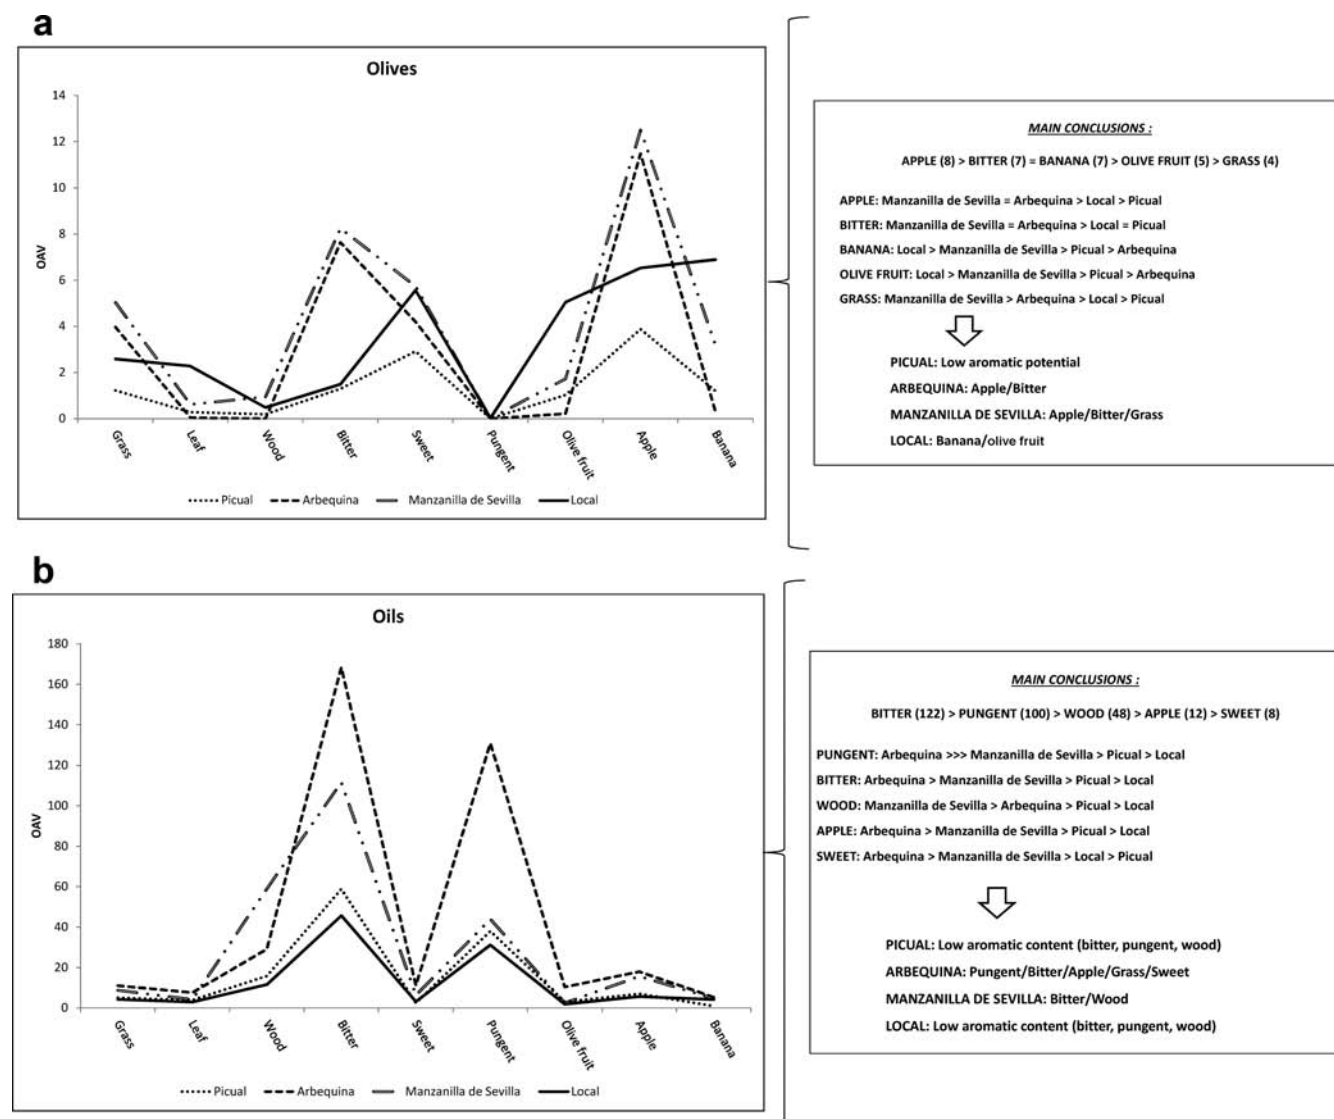 a
Olives
14
12
10
8
6
4
2
0
OAV
Grass
Leaf
Wood
Bitter
Sweet
Pungent
Olive fruit
Apple
Banana
Picual
Arbequina
Manzanilla de Sevilla
Local
MAIN CONCLUSIONS :
APPLE (8) > BITTER (7) = BANANA (7) > OLIVE FRUIT (5) > GRASS (4)
APPLE: Manzanilla de Sevilla = Arbequina > Local > Picual
BITTER: Manzanilla de Sevilla = Arbequina > Local = Picual
BANANA: Local > Manzanilla de Sevilla > Picual > Arbequina
OLIVE FRUIT: Local > Manzanilla de Sevilla > Picual > Arbequina
GRASS: Manzanilla de Sevilla > Arbequina > Local > Picual
PICUAL: Low aromatic potential
ARBEQUINA: Apple/Bitter
MANZANILLA DE SEVILLA: Apple/Bitter/Grass
LOCAL: Banana/olive fruit
b
Oils
180
160
140
120
100
80
60
40
20
0
OAV
Grass
Leaf
Wood
Bitter
Sweet
Pungent
Olive fruit
Apple
Banana
Picual
Arbequina
Manzanilla de Sevilla
Local
MAIN CONCLUSIONS :
BITTER (122) > PUNGENT (100) > WOOD (48) > APPLE (12) > SWEET (8)
PUNGENT: Arbequina >>> Manzanilla de Sevilla > Picual > Local
BITTER: Arbequina > Manzanilla de Sevilla > Picual > Local
WOOD: Manzanilla de Sevilla > Arbequina > Picual > Local
APPLE: Arbequina > Manzanilla de Sevilla > Picual > Local
SWEET: Arbequina > Manzanilla de Sevilla > Local > Picual
PICUAL: Low aromatic content (bitter, pungent, wood)
ARBEQUINA: Pungent/Bitter/Apple/Grass/Sweet
MANZANILLA DE SEVILLA: Bitter/Wood
LOCAL: Low aromatic content (bitter, pungent, wood)